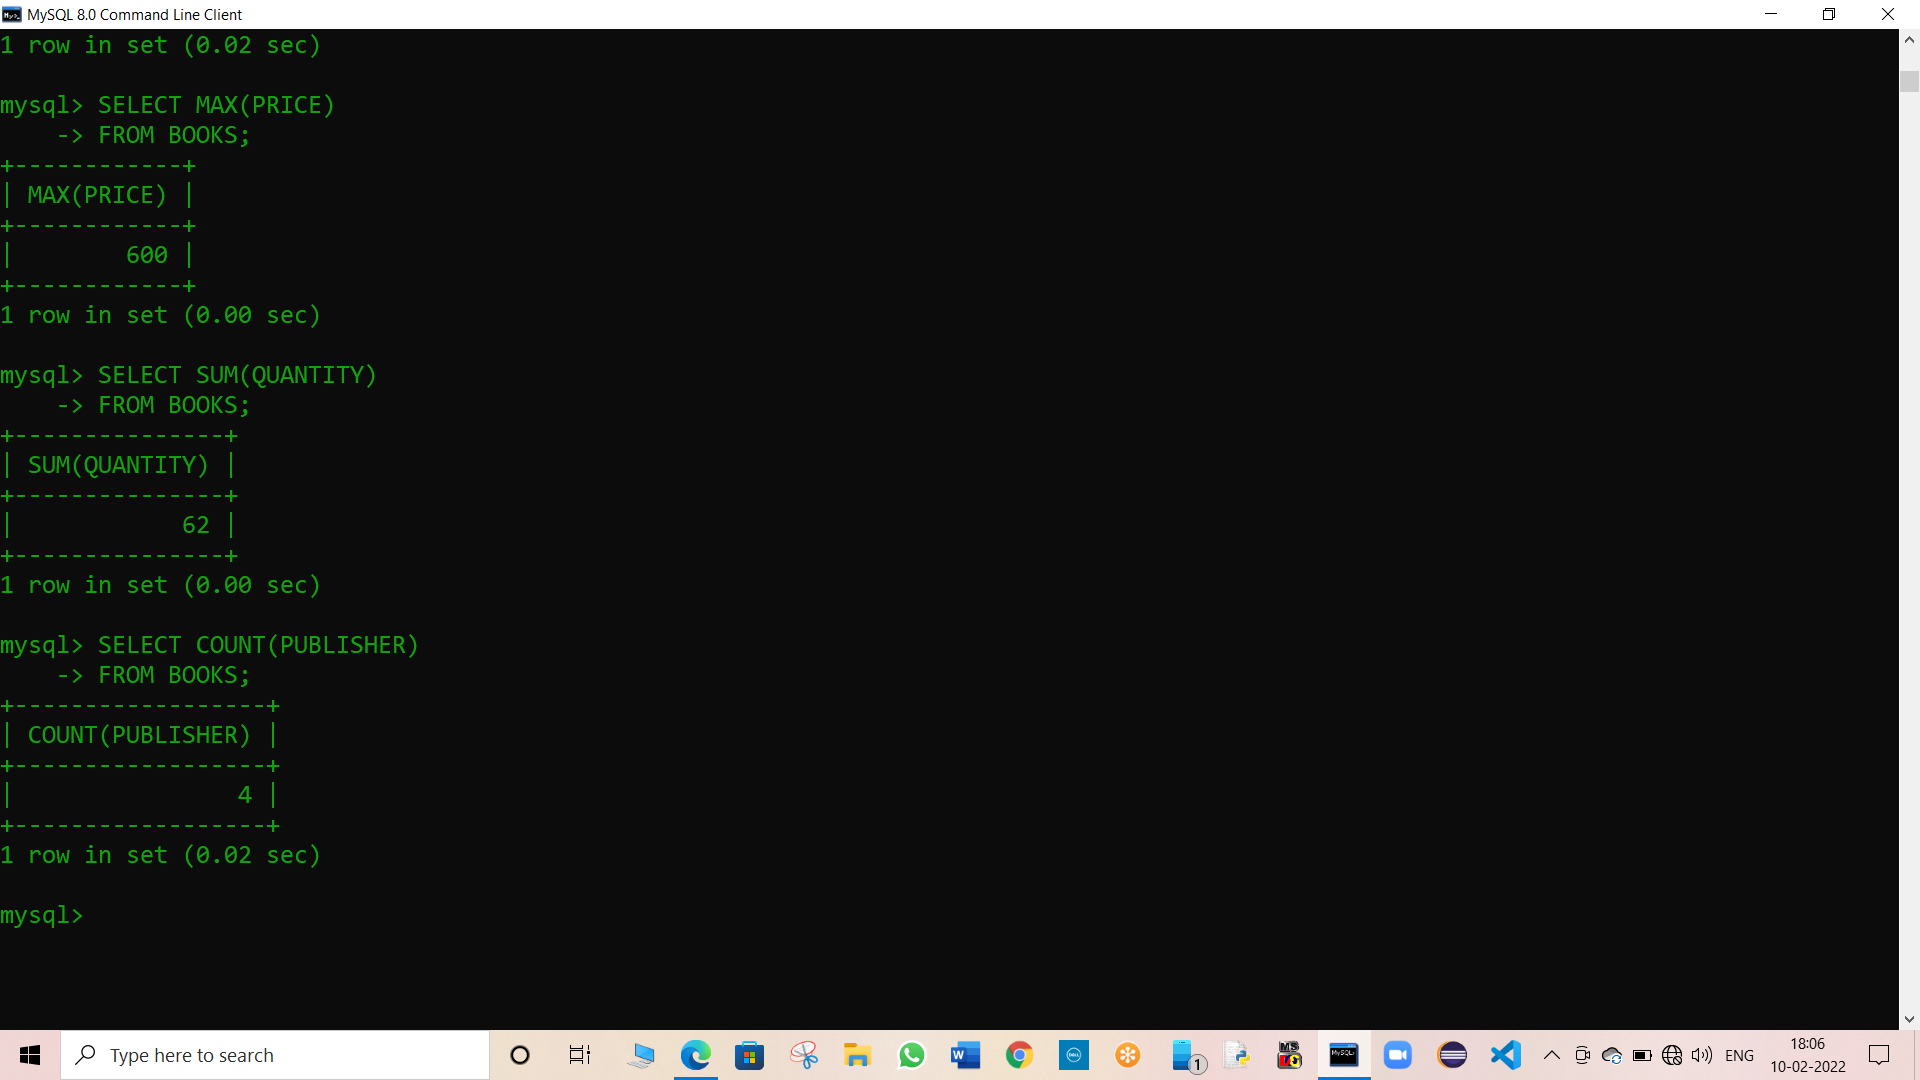 MySQL 8.0 Command Line Client
1 row in set (0.02 sec)
mysql> SELECT MAX(PRICE)
    -> FROM BOOKS;
+------------+
| MAX(PRICE) |
+------------+
|        600 |
+------------+
1 row in set (0.00 sec)
mysql> SELECT SUM(QUANTITY)
    -> FROM BOOKS;
+---------------+
| SUM(QUANTITY) |
+---------------+
|            62 |
+---------------+
1 row in set (0.00 sec)
mysql> SELECT COUNT(PUBLISHER)
    -> FROM BOOKS;
+------------------+
| COUNT(PUBLISHER) |
+------------------+
|                4 |
+------------------+
1 row in set (0.02 sec)
mysql>
Type here to search
W
DELL
1
MS
MySQL>
ENG
18:06
10-02-2022